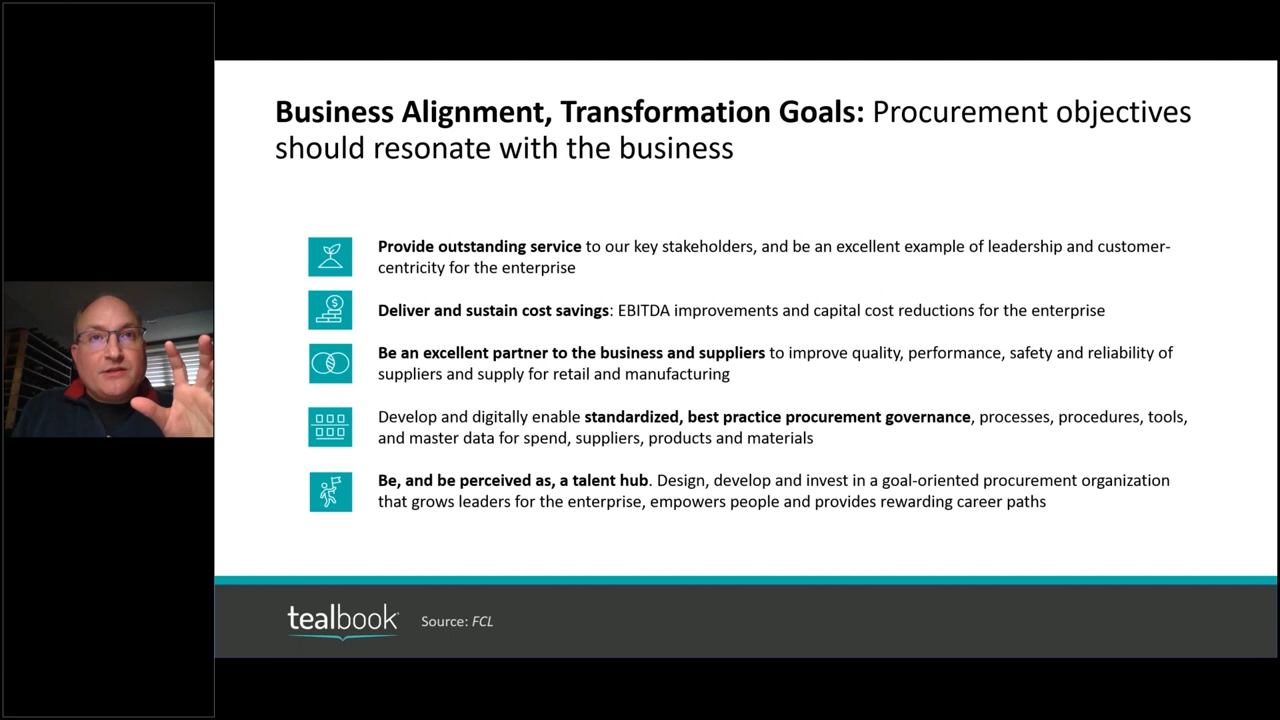 Business Alignment, Transformation Goals: Procurement objectives
should resonate with the business
Provide outstanding service to our key stakeholders, and be an excellent example of leadership and customer-
centricity for the enterprise
Deliver and sustain cost savings: EBITDA improvements and capital cost reductions for the enterprise
Be an excellent partner to the business and suppliers to improve quality, performance, safety and reliability of
suppliers and supply for retail and manufacturing
Develop and digitally enable standardized, best practice procurement governance, processes, procedures, tools,
and master data for spend, suppliers, products and materials
Be, and be perceived as, a talent hub. Design, develop and invest in a goal-oriented procurement organization
that grows leaders for the enterprise, empowers people and provides rewarding career paths
tealbook
Source: FCL